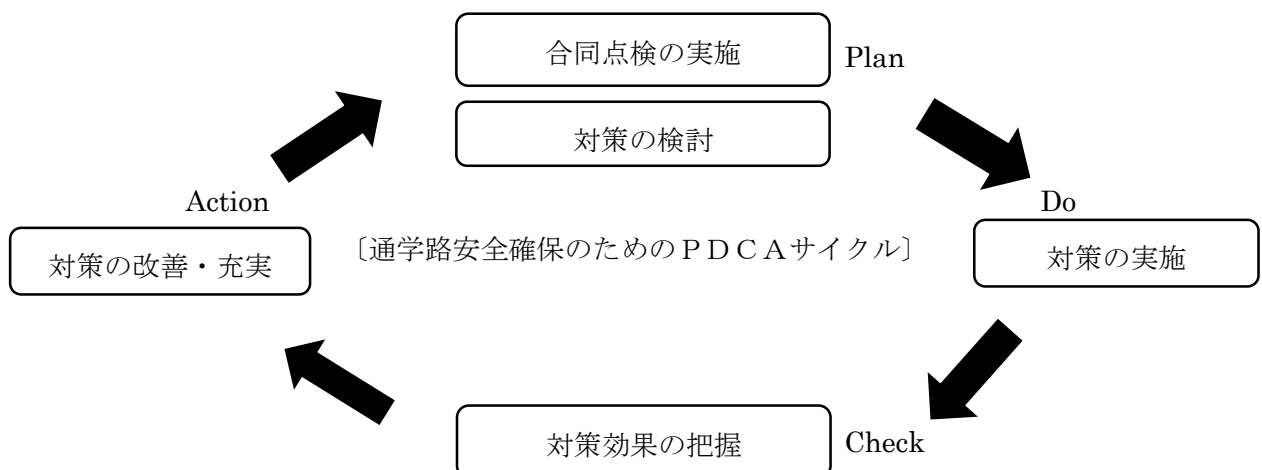 合同点検の実施
Plan
対策の検討
Action
Do
対策の改善・充実
〔通学路安全確保のためのＰＤＣＡサイクル〕
対策の実施
対策効果の把握
Check